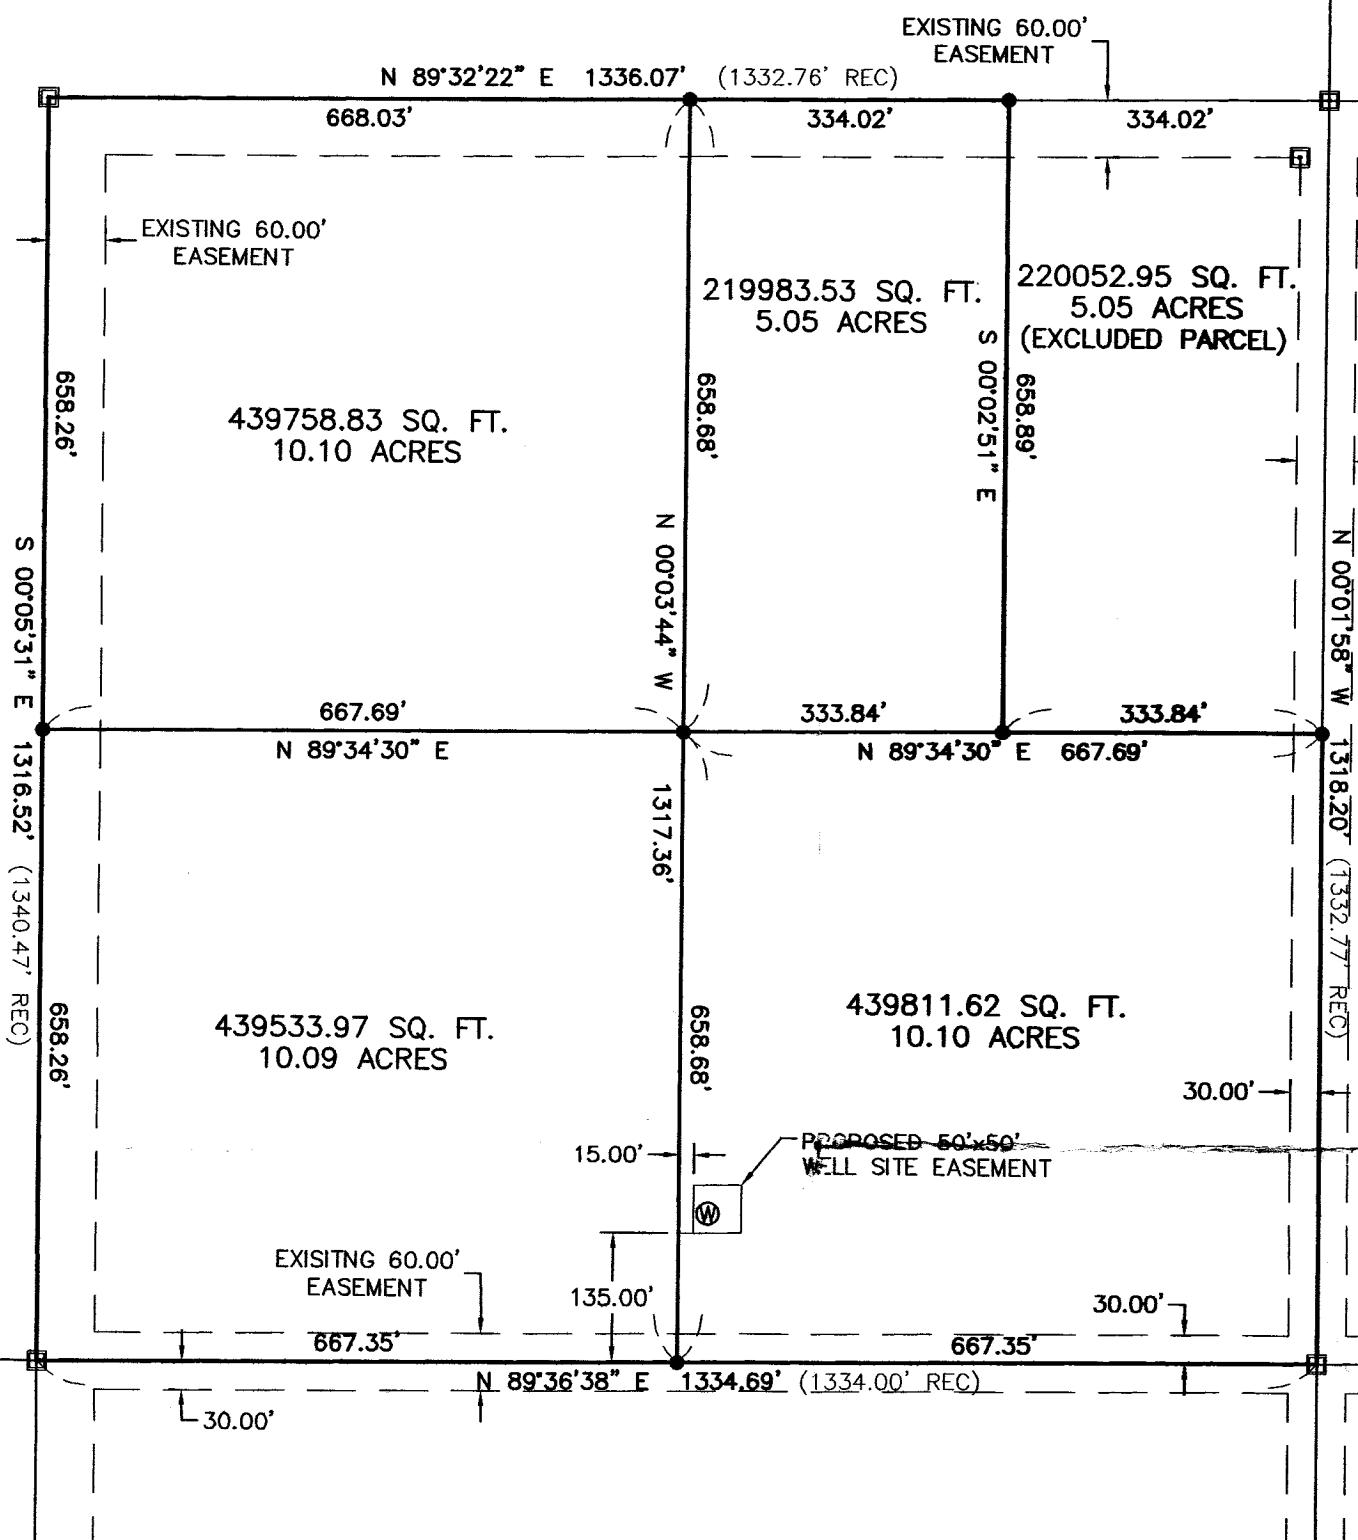 EXISTING 60.00'
EASEMENT
N 89°32'22" E 1336.07' (1332.76' REC)
668.03'
334.02'
334.02'
EXISTING 60.00'
EASEMENT
219983.53 SQ. FT.
5.05 ACRES
220052.95 SQ. FT.
5.05 ACRES
(EXCLUDED PARCEL)
658.26'
439758.83 SQ. FT.
10.10 ACRES
658.68'
S 00°02'51" E
658.89'
S 00°05'31" E 1316.52' (1340.47' REC)
N 00°03'44" W
1317.36'
N 00°01'58" W 1318.20' (1332.77' REC)
667.69'
N 89°34'30" E
333.84'
333.84'
N 89°34'30" E 667.69'
658.26'
439533.97 SQ. FT.
10.09 ACRES
658.68'
439811.62 SQ. FT.
10.10 ACRES
30.00'
15.00'
PROPOSED 50'x50'
WELL SITE EASEMENT
W
EXISITNG 60.00'
EASEMENT
135.00'
30.00'
667.35'
667.35'
N 89°36'38" E 1334.69' (1334.00' REC)
30.00'